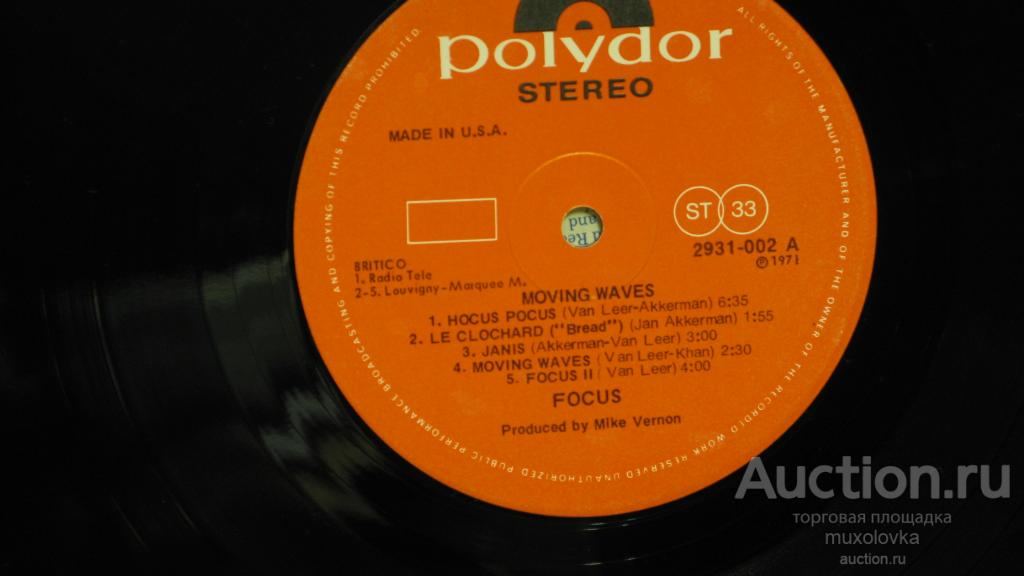 polydor
STEREO
MADE IN U.S.A.
ST 33
2931-002 A
℗ 1971
BRITICO
1. Radio Tele
2-5. Louvigny-Marquee M.
MOVING WAVES
1. HOCUS POCUS (Van Leer-Akkerman) 6:35
2. LE CLOCHARD ("Bread") (Jan Akkerman) 1:55
3. JANIS (Akkerman-Van Leer) 3:00
4. MOVING WAVES (Van Leer-Khan) 2:30
5. FOCUS II (Van Leer) 4:00
FOCUS
Produced by Mike Vernon
ALL RIGHTS OF THE MANUFACTURER AND OF THE OWNER OF THE RECORDED WORK RESERVED UNAUTHORIZED PUBLIC PERFORMANCE BROADCASTING AND COPYING OF THIS RECORD PROHIBITED
and
Auction.ru
торговая площадка
muxolovka
auction.ru